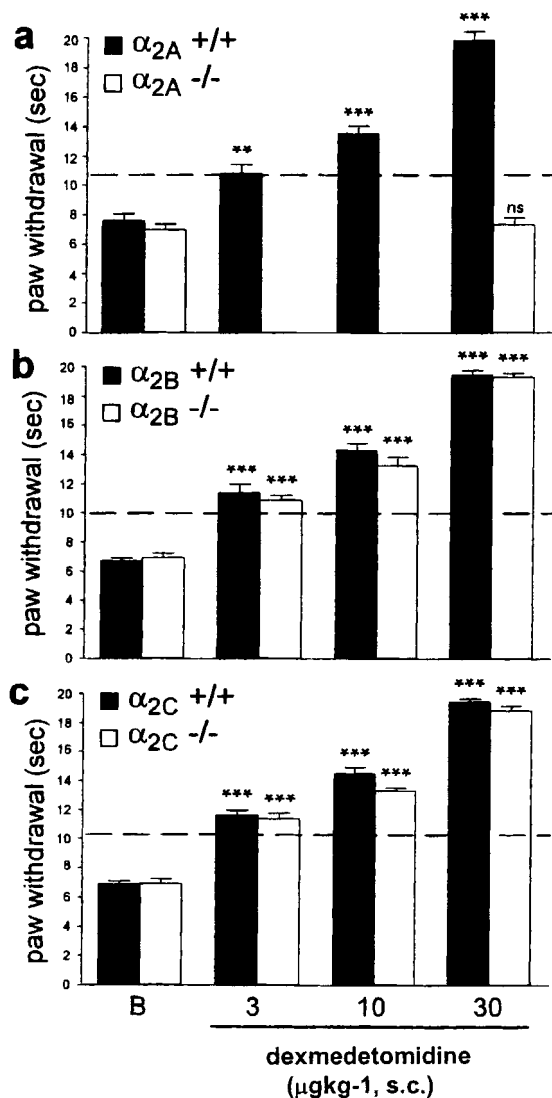 a
α2A +/+
α2A -/-
paw withdrawal (sec)
20
18
16
14
12
10
8
6
4
2
0
**
***
***
ns
b
α2B +/+
α2B -/-
paw withdrawal (sec)
20
18
16
14
12
10
8
6
4
2
0
*** ***
*** ***
*** ***
c
α2C +/+
α2C -/-
paw withdrawal (sec)
20
18
16
14
12
10
8
6
4
2
0
*** ***
*** ***
*** ***
B 3 10 30
dexmedetomidine
(µgkg-1, s.c.)